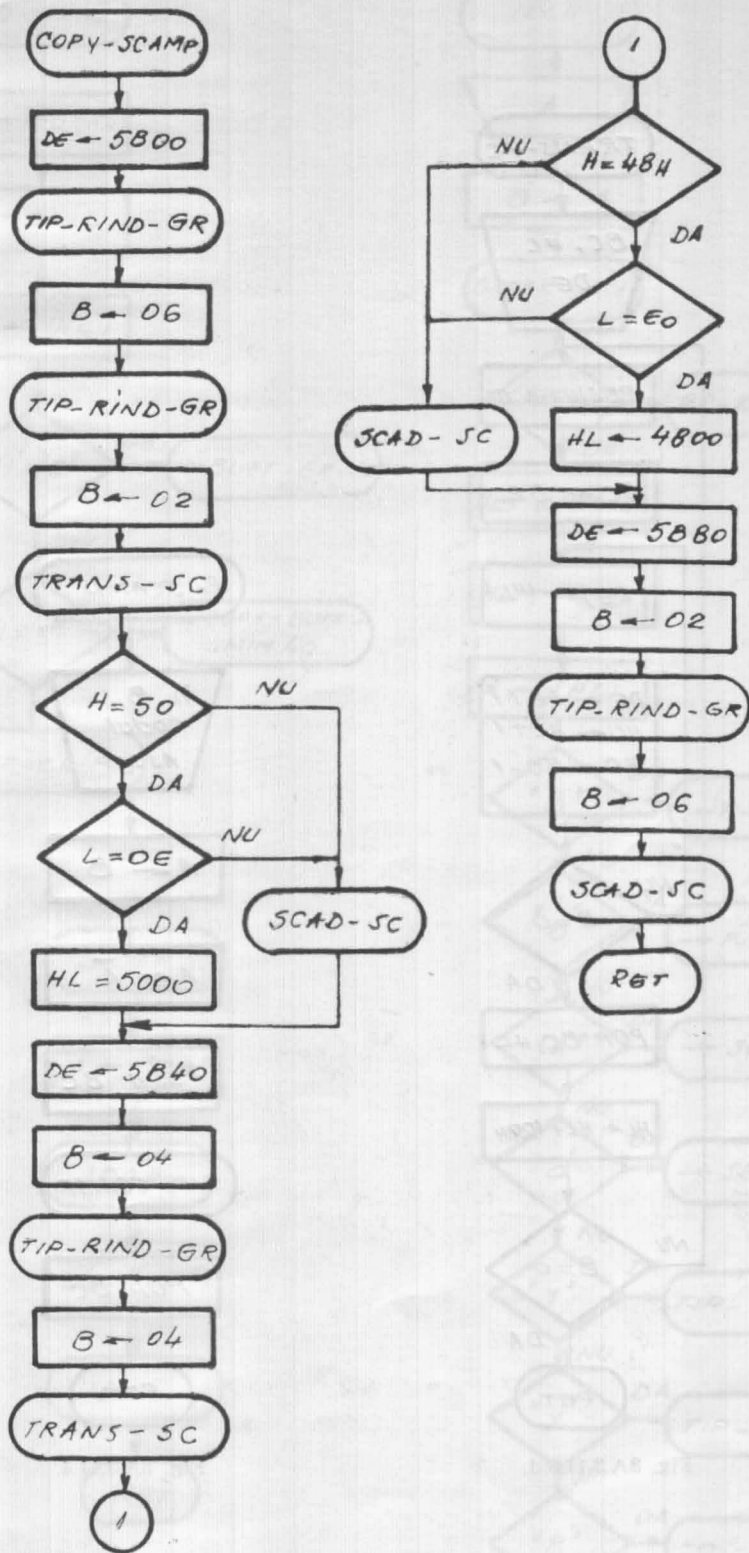 COPY-SCAMP
DE ← 5B00
TIP-RIND-GR
B ← 06
TIP-RIND-GR
B ← 02
TRANS-SC
H=50
NU
DA
L=0E
NU
DA
SCAD-SC
HL=5000
DE ← 5B40
B ← 04
TIP-RIND-GR
B ← 04
TRANS-SC
1
1
H=48H
NU
DA
L=E0
NU
DA
SCAD-SC
HL ← 4800
DE ← 5B80
B ← 02
TIP-RIND-GR
B ← 06
SCAD-SC
RET